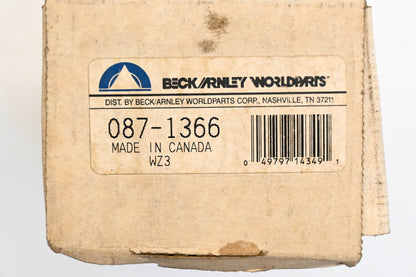 BECK/ARNLEY WORLDPARTS
DIST. BY BECK/ARNLEY WORLDPARTS CORP., NASHVILLE, TN 37211
087-1366
MADE IN CANADA
WZ3
0 49797 14349 1